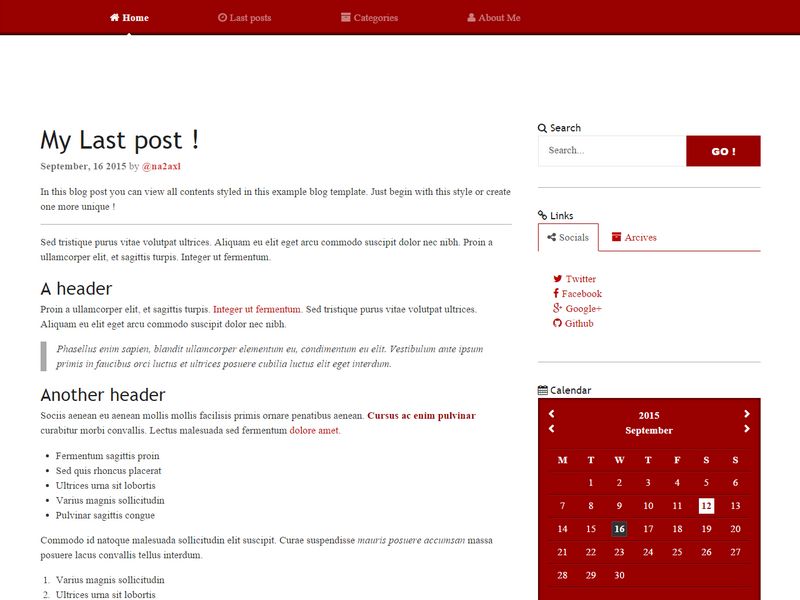 Home Last posts Categories About Me
My Last post !
September, 16 2015 by @na2axl
In this blog post you can view all contents styled in this example blog template. Just begin with this style or create
one more unique !
Sed tristique purus vitae volutpat ultrices. Aliquam eu elit eget arcu commodo suscipit dolor nec nibh. Proin a
ullamcorper elit, et sagittis turpis. Integer ut fermentum.
A header
Proin a ullamcorper elit, et sagittis turpis. Integer ut fermentum. Sed tristique purus vitae volutpat ultrices.
Aliquam eu elit eget arcu commodo suscipit dolor nec nibh.
Phasellus enim sapien, blandit ullamcorper elementum eu, condimentum eu elit. Vestibulum ante ipsum
primis in faucibus orci luctus et ultrices posuere cubilia luctus elit eget interdum.
Another header
Sociis aenean eu aenean mollis mollis facilisis primis ornare penatibus aenean. Cursus ac enim pulvinar
curabitur morbi convallis. Lectus malesuada sed fermentum dolore amet.
• Fermentum sagittis proin
• Sed quis rhoncus placerat
• Ultrices urna sit lobortis
• Varius magnis sollicitudin
• Pulvinar sagittis congue
Commodo id natoque malesuada sollicitudin elit suscipit. Curae suspendisse mauris posuere accumsan massa
posuere lacus convallis tellus interdum.
1. Varius magnis sollicitudin
2. Ultrices urna sit lobortis
Search
Search... GO !
Links
Socials Arcives
Twitter
Facebook
Google+
Github
Calendar
2015
September
M T W T F S S
1 2 3 4 5 6
7 8 9 10 11 12 13
14 15 16 17 18 19 20
21 22 23 24 25 26 27
28 29 30